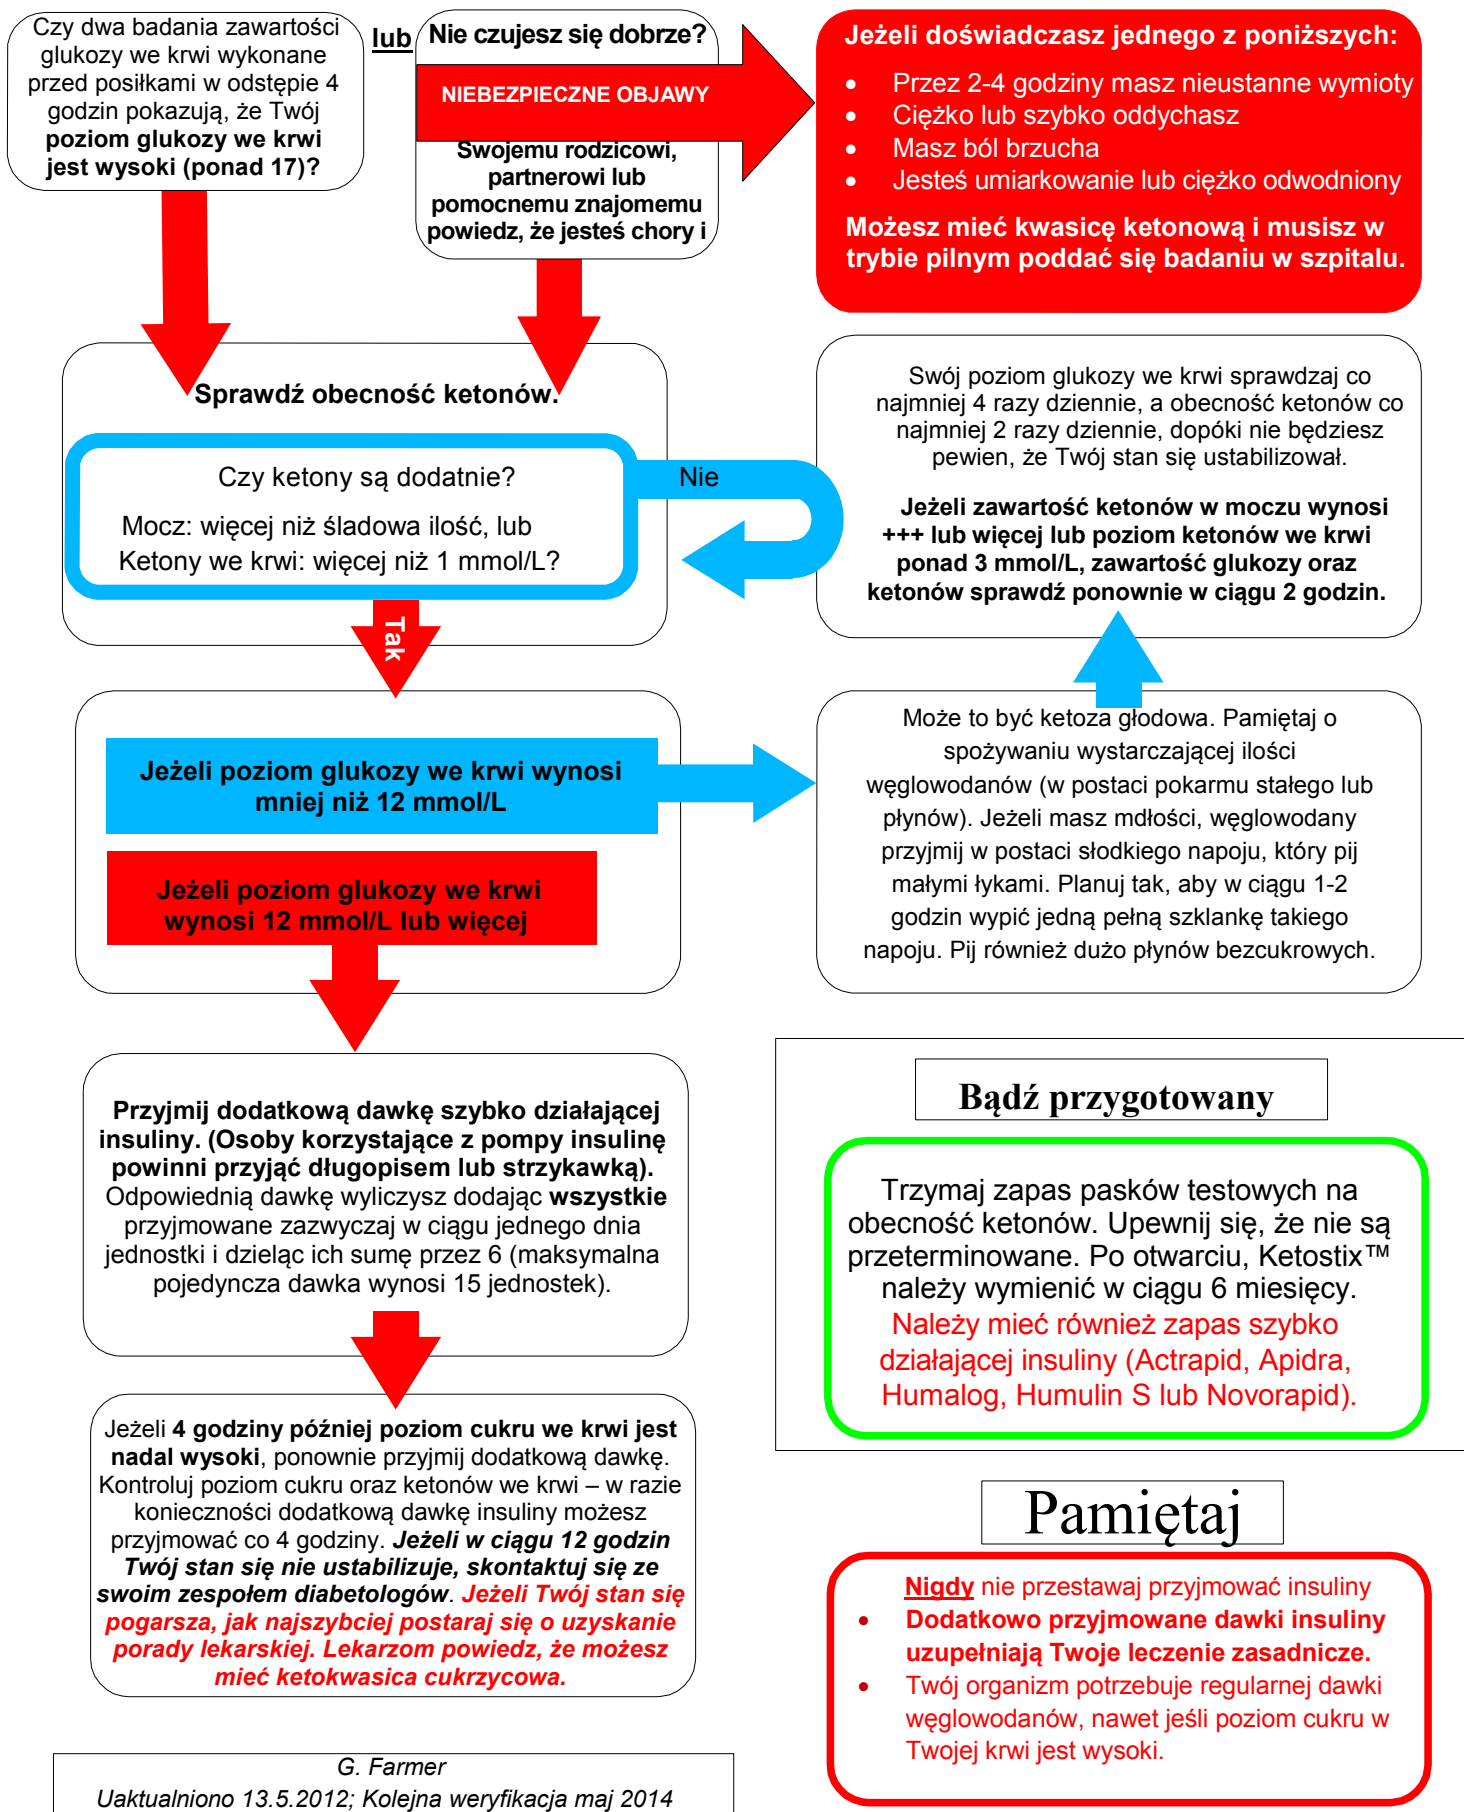 Czy dwa badania zawartości
glukozy we krwi wykonane
przed posiłkami w odstępie 4
godzin pokazują, że Twój
poziom glukozy we krwi
jest wysoki (ponad 17)?
lub
Nie czujesz się dobrze?
NIEBEZPIECZNE OBJAWY
Swojemu rodzicowi,
partnerowi lub
pomocnemu znajomemu
powiedz, że jesteś chory i
Jeżeli doświadczasz jednego z poniższych:
• Przez 2-4 godziny masz nieustanne wymioty
• Ciężko lub szybko oddychasz
• Masz ból brzucha
• Jesteś umiarkowanie lub ciężko odwodniony
Możesz mieć kwasicę ketonową i musisz w
trybie pilnym poddać się badaniu w szpitalu.
Sprawdź obecność ketonów.
Czy ketony są dodatnie?
Mocz: więcej niż śladowa ilość, lub
Ketony we krwi: więcej niż 1 mmol/L?
Nie
Tak
Swój poziom glukozy we krwi sprawdzaj co
najmniej 4 razy dziennie, a obecność ketonów co
najmniej 2 razy dziennie, dopóki nie będziesz
pewien, że Twój stan się ustabilizował.
Jeżeli zawartość ketonów w moczu wynosi
+++ lub więcej lub poziom ketonów we krwi
ponad 3 mmol/L, zawartość glukozy oraz
ketonów sprawdź ponownie w ciągu 2 godzin.
Jeżeli poziom glukozy we krwi wynosi
mniej niż 12 mmol/L
Jeżeli poziom glukozy we krwi
wynosi 12 mmol/L lub więcej
Może to być ketoza głodowa. Pamiętaj o
spożywaniu wystarczającej ilości
węglowodanów (w postaci pokarmu stałego lub
płynów). Jeżeli masz mdłości, węglowodany
przyjmij w postaci słodkiego napoju, który pij
małymi łykami. Planuj tak, aby w ciągu 1-2
godzin wypić jedną pełną szklankę takiego
napoju. Pij również dużo płynów bezcukrowych.
Przyjmij dodatkową dawkę szybko działającej
insuliny. (Osoby korzystające z pompy insulinę
powinni przyjąć długopisem lub strzykawką).
Odpowiednią dawkę wyliczysz dodając wszystkie
przyjmowane zazwyczaj w ciągu jednego dnia
jednostki i dzieląc ich sumę przez 6 (maksymalna
pojedyncza dawka wynosi 15 jednostek).
Jeżeli 4 godziny później poziom cukru we krwi jest
nadal wysoki, ponownie przyjmij dodatkową dawkę.
Kontroluj poziom cukru oraz ketonów we krwi – w razie
konieczności dodatkową dawkę insuliny możesz
przyjmować co 4 godziny. Jeżeli w ciągu 12 godzin
Twój stan się nie ustabilizuje, skontaktuj się ze
swoim zespołem diabetologów. Jeżeli Twój stan się
pogarsza, jak najszybciej postaraj się o uzyskanie
porady lekarskiej. Lekarzom powiedz, że możesz
mieć ketokwasica cukrzycowa.
Bądź przygotowany
Trzymaj zapas pasków testowych na
obecność ketonów. Upewnij się, że nie są
przeterminowane. Po otwarciu, Ketostix™
należy wymienić w ciągu 6 miesięcy.
Należy mieć również zapas szybko
działającej insuliny (Actrapid, Apidra,
Humalog, Humulin S lub Novorapid).
Pamiętaj
Nigdy nie przestawaj przyjmować insuliny
• Dodatkowo przyjmowane dawki insuliny
uzupełniają Twoje leczenie zasadnicze.
• Twój organizm potrzebuje regularnej dawki
węglowodanów, nawet jeśli poziom cukru w
Twojej krwi jest wysoki.
G. Farmer
Uaktualniono 13.5.2012; Kolejna weryfikacja maj 2014